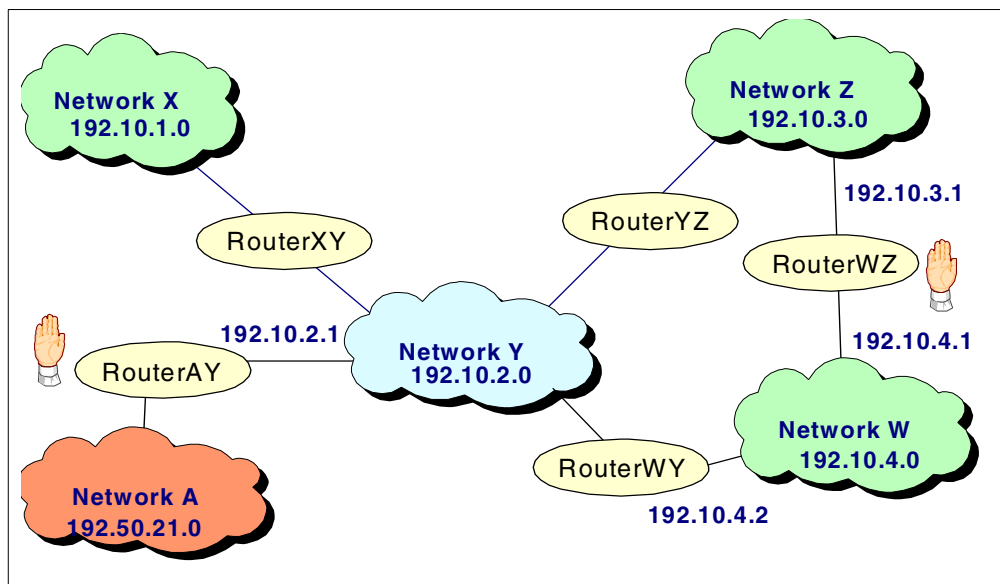 Network X
192.10.1.0
Network Z
192.10.3.0
192.10.3.1
RouterXY
RouterYZ
RouterWZ
192.10.2.1
192.10.4.1
RouterAY
Network Y
192.10.2.0
Network W
192.10.4.0
RouterWY
Network A
192.50.21.0
192.10.4.2